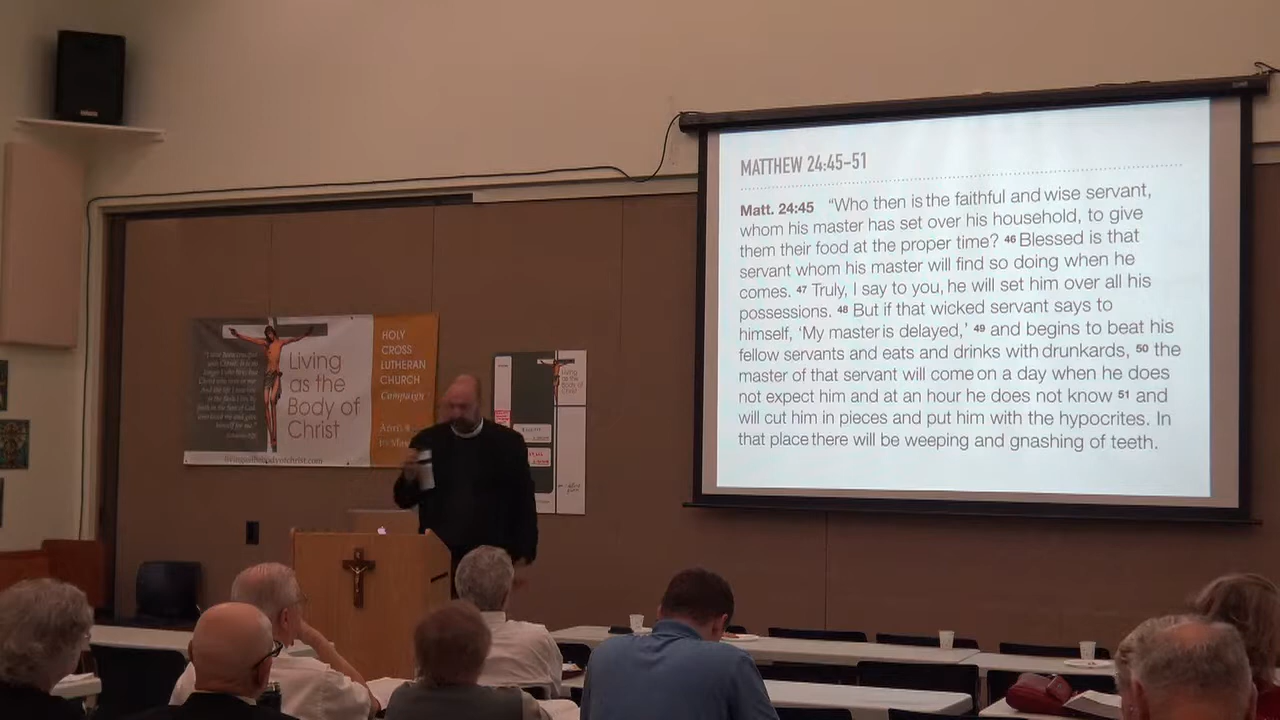 MATTHEW 24:45–51
Matt. 24:45 “Who then is the faithful and wise servant,
whom his master has set over his household, to give
them their food at the proper time? 46 Blessed is that
servant whom his master will find so doing when he
comes. 47 Truly, I say to you, he will set him over all his
possessions. 48 But if that wicked servant says to
himself, ‘My master is delayed,’ 49 and begins to beat his
fellow servants and eats and drinks with drunkards, 50 the
master of that servant will come on a day when he does
not expect him and at an hour he does not know 51 and
will cut him in pieces and put him with the hypocrites. In
that place there will be weeping and gnashing of teeth.
Living
as the
Body of
Christ
HOLY
CROSS
LUTHERAN
CHURCH
Campaign
Living
as the
Body of
Christ